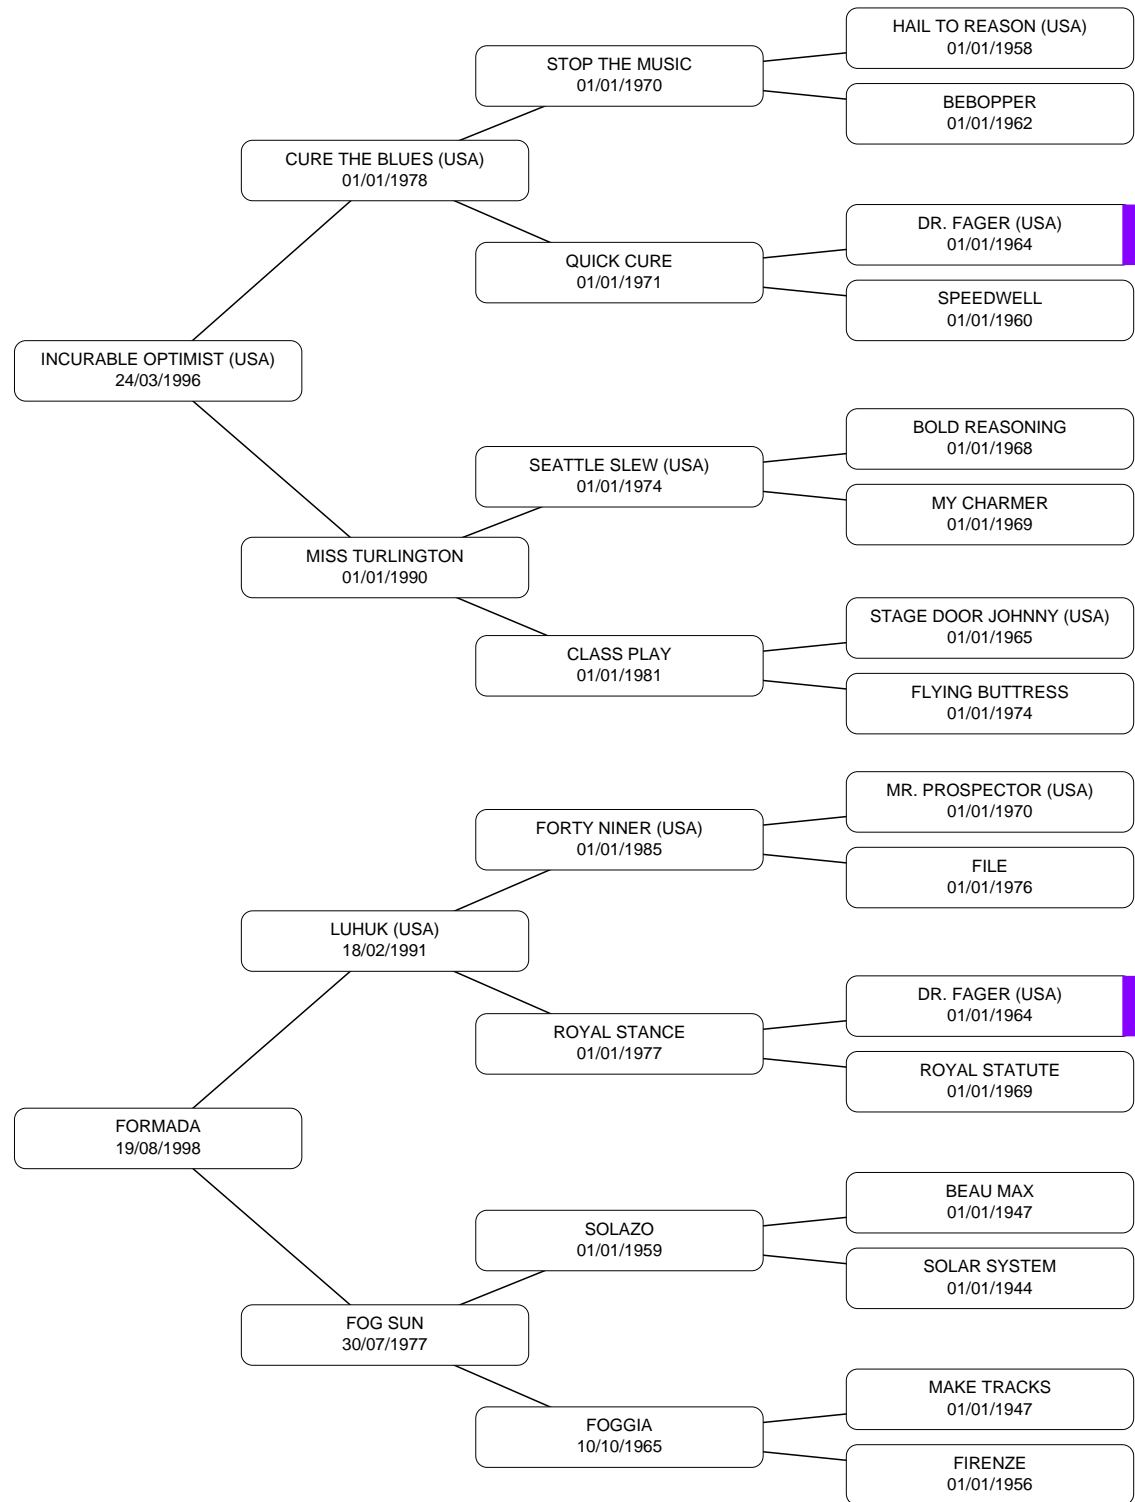 HAIL TO REASON (USA)
01/01/1958
STOP THE MUSIC
01/01/1970
BEBOPPER
01/01/1962
CURE THE BLUES (USA)
01/01/1978
DR. FAGER (USA)
01/01/1964
QUICK CURE
01/01/1971
SPEEDWELL
01/01/1960
INCURABLE OPTIMIST (USA)
24/03/1996
BOLD REASONING
01/01/1968
SEATTLE SLEW (USA)
01/01/1974
MY CHARMER
01/01/1969
MISS TURLINGTON
01/01/1990
STAGE DOOR JOHNNY (USA)
01/01/1965
CLASS PLAY
01/01/1981
FLYING BUTTRESS
01/01/1974
MR. PROSPECTOR (USA)
01/01/1970
FORTY NINER (USA)
01/01/1985
FILE
01/01/1976
LUHUK (USA)
18/02/1991
DR. FAGER (USA)
01/01/1964
ROYAL STANCE
01/01/1977
ROYAL STATUTE
01/01/1969
FORMADA
19/08/1998
BEAU MAX
01/01/1947
SOLAZO
01/01/1959
SOLAR SYSTEM
01/01/1944
FOG SUN
30/07/1977
MAKE TRACKS
01/01/1947
FOGGIA
10/10/1965
FIRENZE
01/01/1956